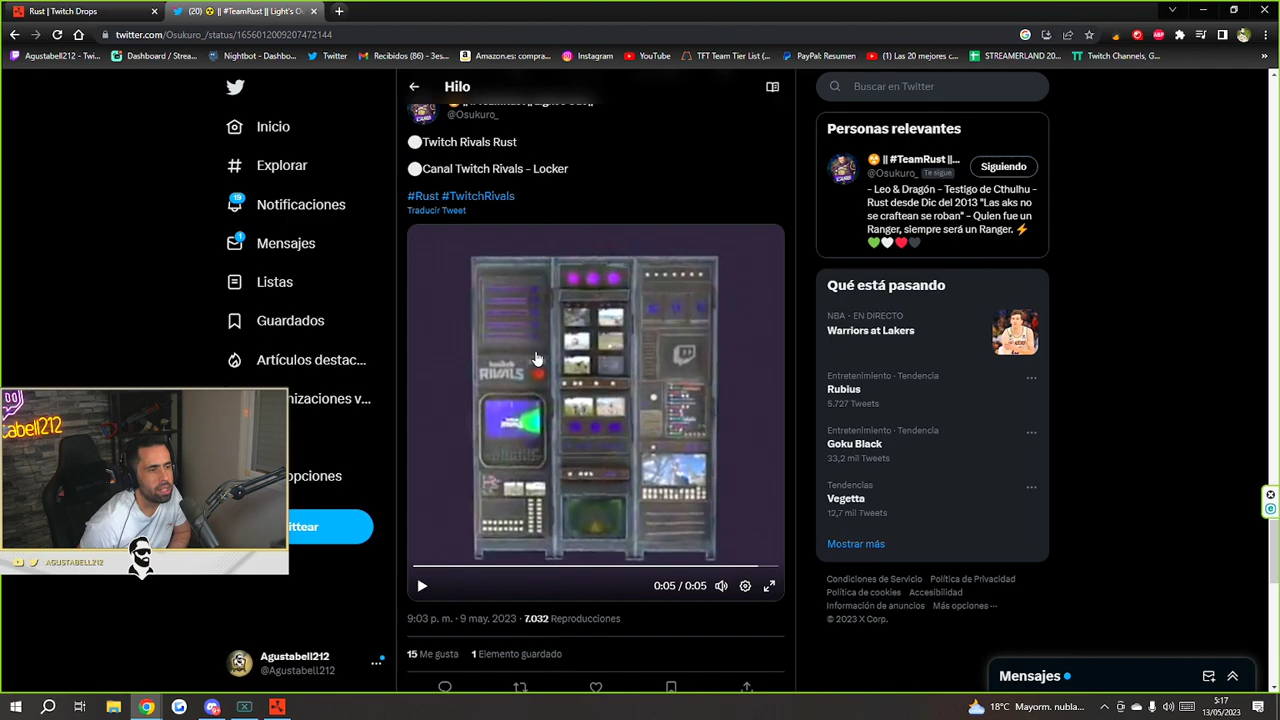 Rust | Twitch Drops
(20) ☢ || #TeamRust || Light's O
twitter.com/Osukuro_/status/1656012009207472144
Agustabell212 - Twi...
Dashboard / Strea...
Nightbot - Dashbo...
Twitter
Recibidos (86) - 3es...
Amazon.es: compra...
Instagram
YouTube
TFT Team Tier List (...
PayPal: Resumen
(1) Las 20 mejores c...
STREAMERLAND 20...
Twitch Channels, G...
Inicio
Explorar
19
Notificaciones
1
Mensajes
Listas
Guardados
Artículos destac...
nizaciones v...
opciones
ittear
Agustabell212
@Agustabell212
Hilo
@Osukuro_
⚪Twitch Rivals Rust
⚪Canal Twitch Rivals - Locker
#Rust #TwitchRivals
Traducir Tweet
RIVALS
0:05 / 0:05
9:03 p. m. · 9 may. 2023 · 7.032 Reproducciones
15 Me gusta 1 Elemento guardado
Buscar en Twitter
Personas relevantes
☢ || #TeamRust ||...
@Osukuro_ Te sigue
Siguiendo
- Leo & Dragón - Testigo de Cthulhu -
Rust desde Dic del 2013 "Las aks no
se craftean se roban" - Quien fue un
Ranger, siempre será un Ranger. ⚡
💚🤍❤️🖤
Qué está pasando
NBA · EN DIRECTO
Warriors at Lakers
Entretenimiento · Tendencia
Rubius
5.727 Tweets
Entretenimiento · Tendencia
Goku Black
33,2 mil Tweets
Tendencias
Vegetta
12,7 mil Tweets
Mostrar más
Condiciones de Servicio Política de Privacidad
Política de cookies Accesibilidad
Información de anuncios Más opciones ···
© 2023 X Corp.
Mensajes
tabell212
AGUSTABELL212
18°C Mayorm. nubla...
5:17
13/05/2023